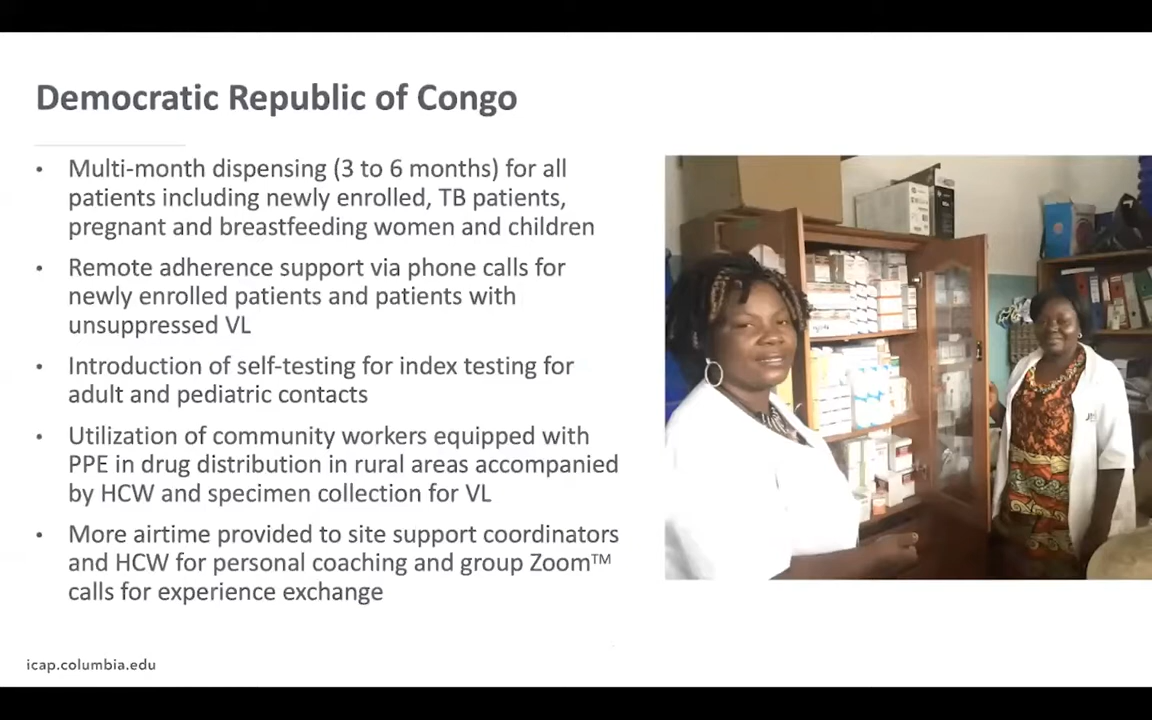 Democratic Republic of Congo
• Multi-month dispensing (3 to 6 months) for all
patients including newly enrolled, TB patients,
pregnant and breastfeeding women and children
• Remote adherence support via phone calls for
newly enrolled patients and patients with
unsuppressed VL
• Introduction of self-testing for index testing for
adult and pediatric contacts
• Utilization of community workers equipped with
PPE in drug distribution in rural areas accompanied
by HCW and specimen collection for VL
• More airtime provided to site support coordinators
and HCW for personal coaching and group Zoom™
calls for experience exchange
icap.columbia.edu